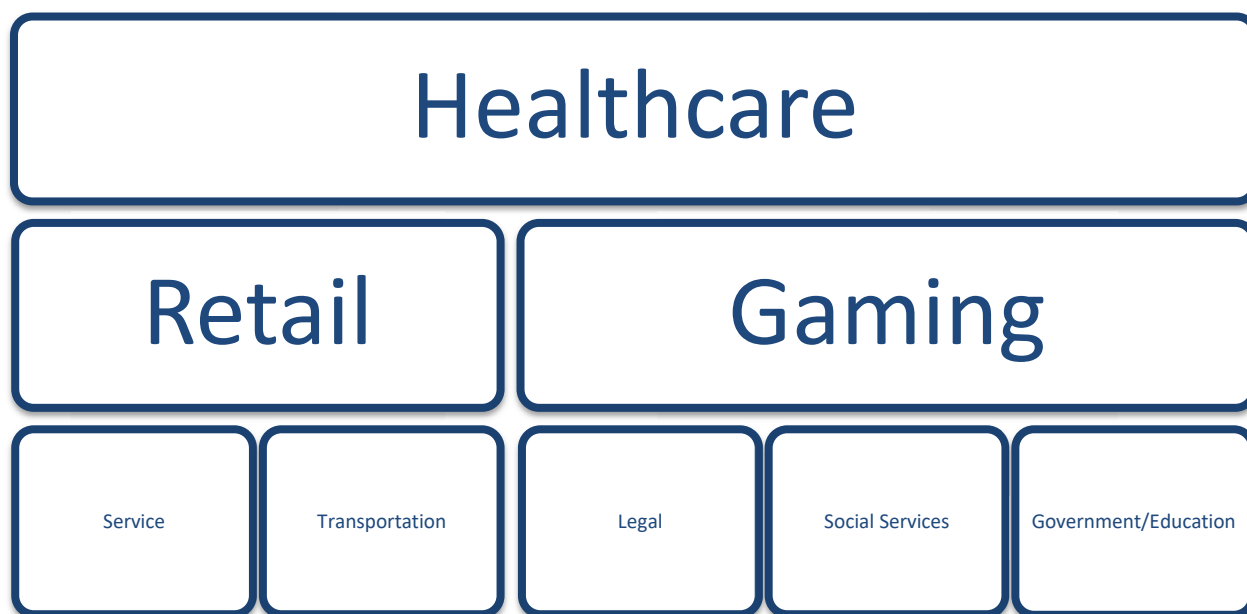 Healthcare
Retail
Gaming
Service
Transportation
Legal
Social Services
Government/Education